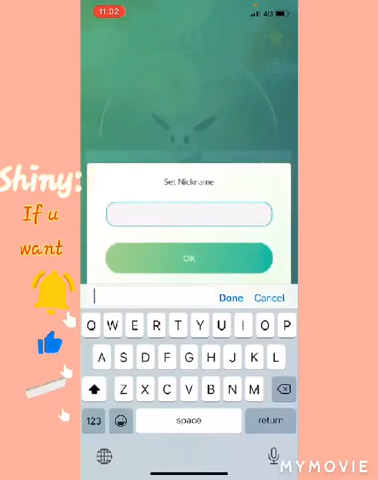 11:02
4G
Shiny:
If u
want
Set Nickname
OK
Done Cancel
Q W E R T Y U I O P
A S D F G H J K L
Z X C V B N M
123 space return
MYMOVIE